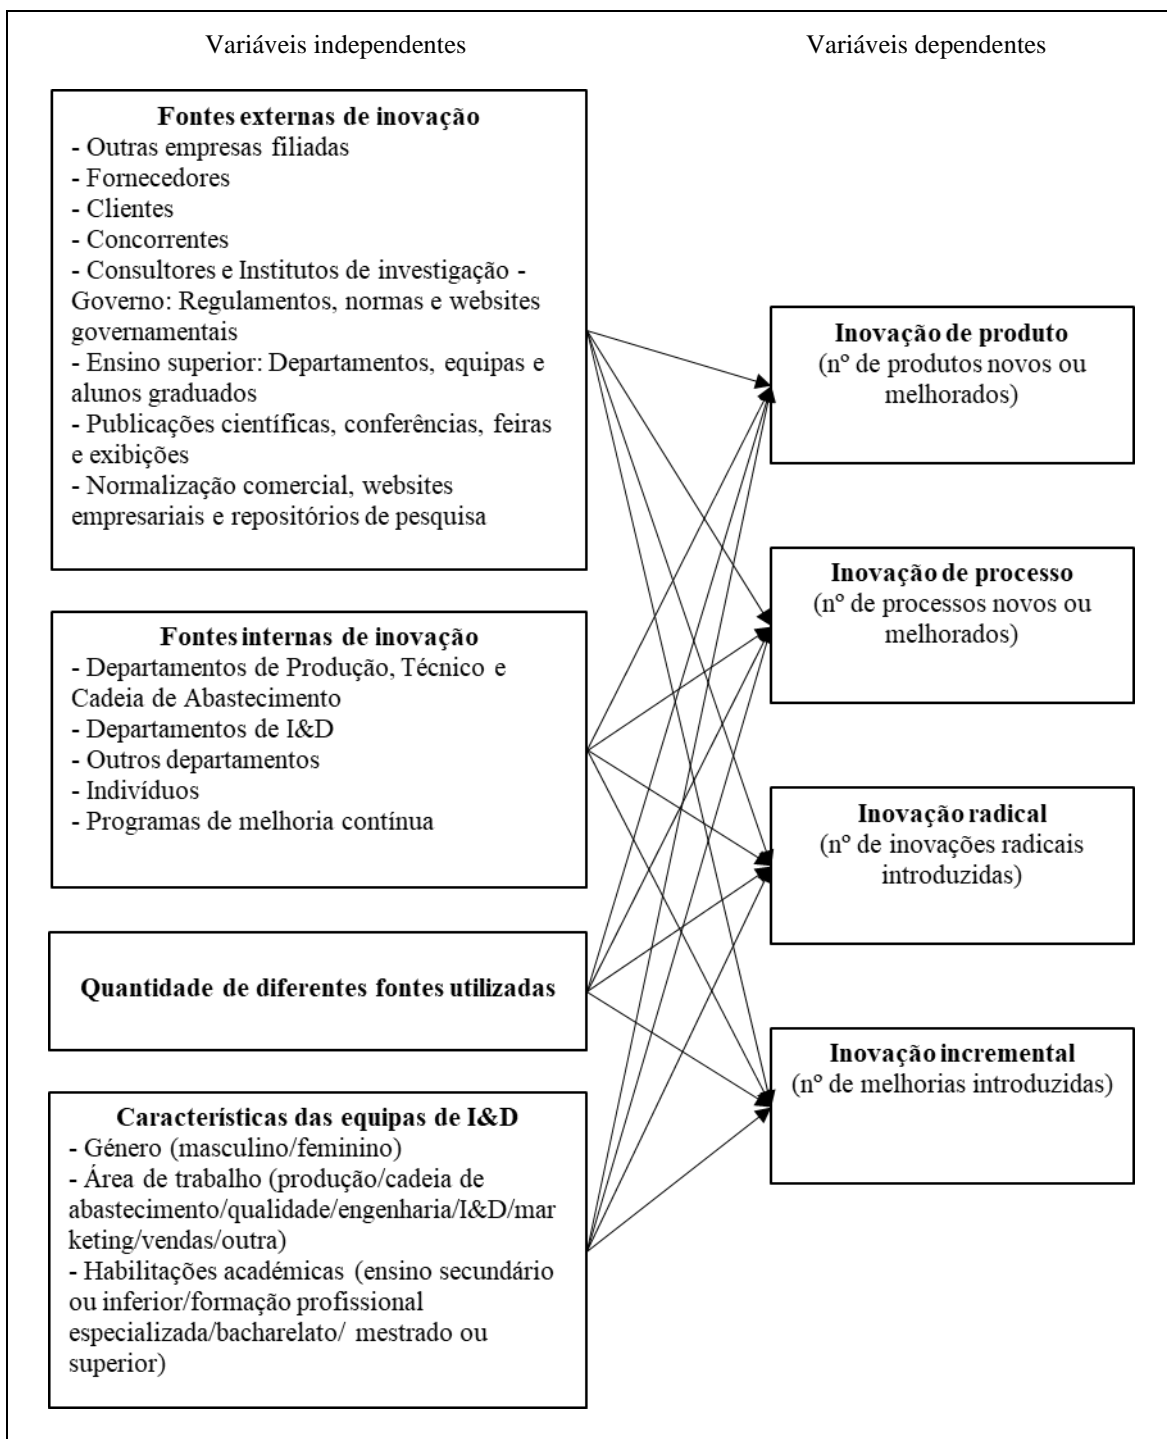 Variáveis independentes
Variáveis dependentes
Fontes externas de inovação
- Outras empresas filiadas
- Fornecedores
- Clientes
- Concorrentes
- Consultores e Institutos de investigação -
Governo: Regulamentos, normas e websites
governamentais
- Ensino superior: Departamentos, equipas e
alunos graduados
- Publicações científicas, conferências, feiras
e exibições
- Normalização comercial, websites
empresariais e repositórios de pesquisa
Fontes internas de inovação
- Departamentos de Produção, Técnico e
Cadeia de Abastecimento
- Departamentos de I&D
- Outros departamentos
- Indivíduos
- Programas de melhoria contínua
Quantidade de diferentes fontes utilizadas
Característícas das equipas de I&D
- Género (masculino/feminino)
- Área de trabalho (produção/cadeia de
abastecimento/qualidade/engenharia/I&D/mar
keting/vendas/outra)
- Habilitações académicas (ensino secundário
ou inferior/formação profissional
especializada/bacharelato/ mestrado ou
superior)
Inovação de produto
(nº de produtos novos ou
melhorados)
Inovação de processo
(nº de processos novos ou
melhorados)
Inovação radical
(nº de inovações radicais
introduzidas)
Inovação incremental
(nº de melhorias introduzidas)